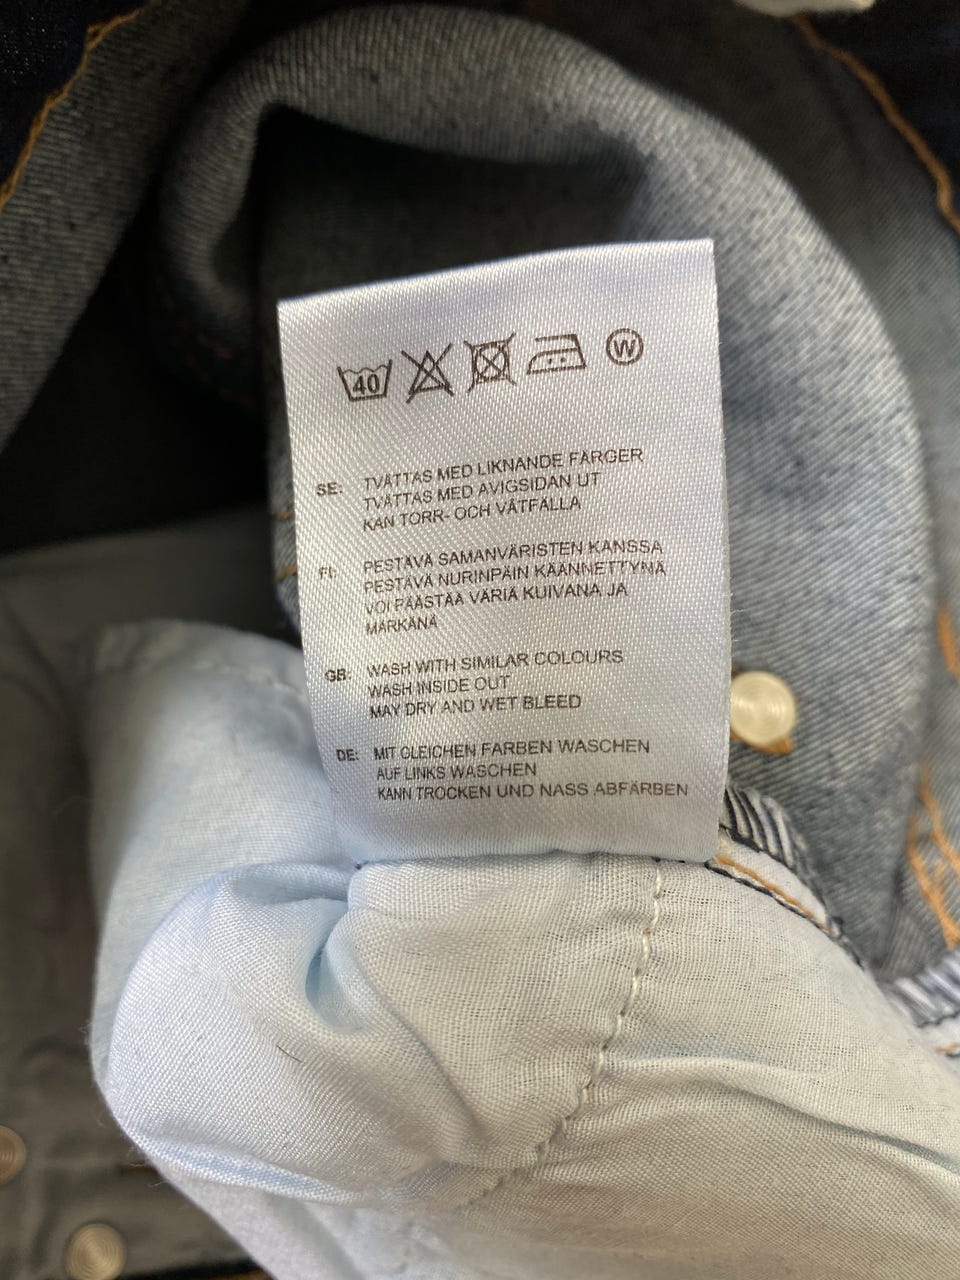 40 W
SE: TVÄTTAS MED LIKNANDE FÄRGER
TVÄTTAS MED AVIGSIDAN UT
KAN TORR- OCH VÅTFÄLLA
FI: PESTÄVÄ SAMANVÄRISTEN KANSSA
PESTÄVÄ NURINPÄIN KÄÄNNETTYNÄ
VOI PÄÄSTÄÄ VÄRIÄ KUIVANA JA
MÄRKÄNÄ
GB: WASH WITH SIMILAR COLOURS
WASH INSIDE OUT
MAY DRY AND WET BLEED
DE: MIT GLEICHEN FARBEN WASCHEN
AUF LINKS WASCHEN
KANN TROCKEN UND NASS ABFÄRBEN